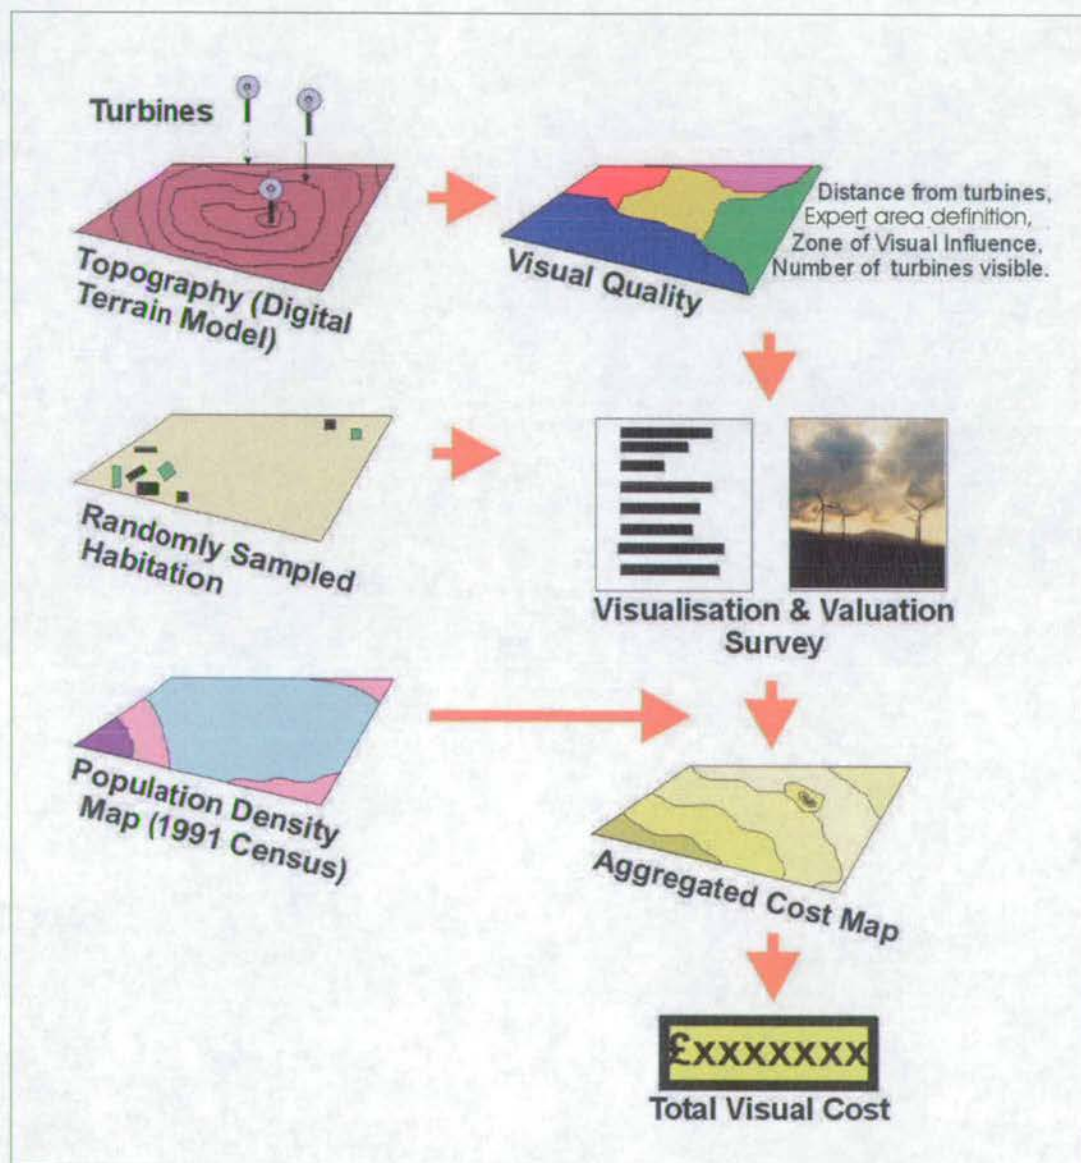 Turbines
Topography (Digital
Terrain Model)
Visual Quality
Distance from turbines,
Expert area definition,
Zone of Visual Influence,
Number of turbines visible.
Randomly Sampled
Habitation
Visualisation & Valuation
Survey
Population Density
Map (1991 Census)
Aggregated Cost Map
£xxxxxxx
Total Visual Cost